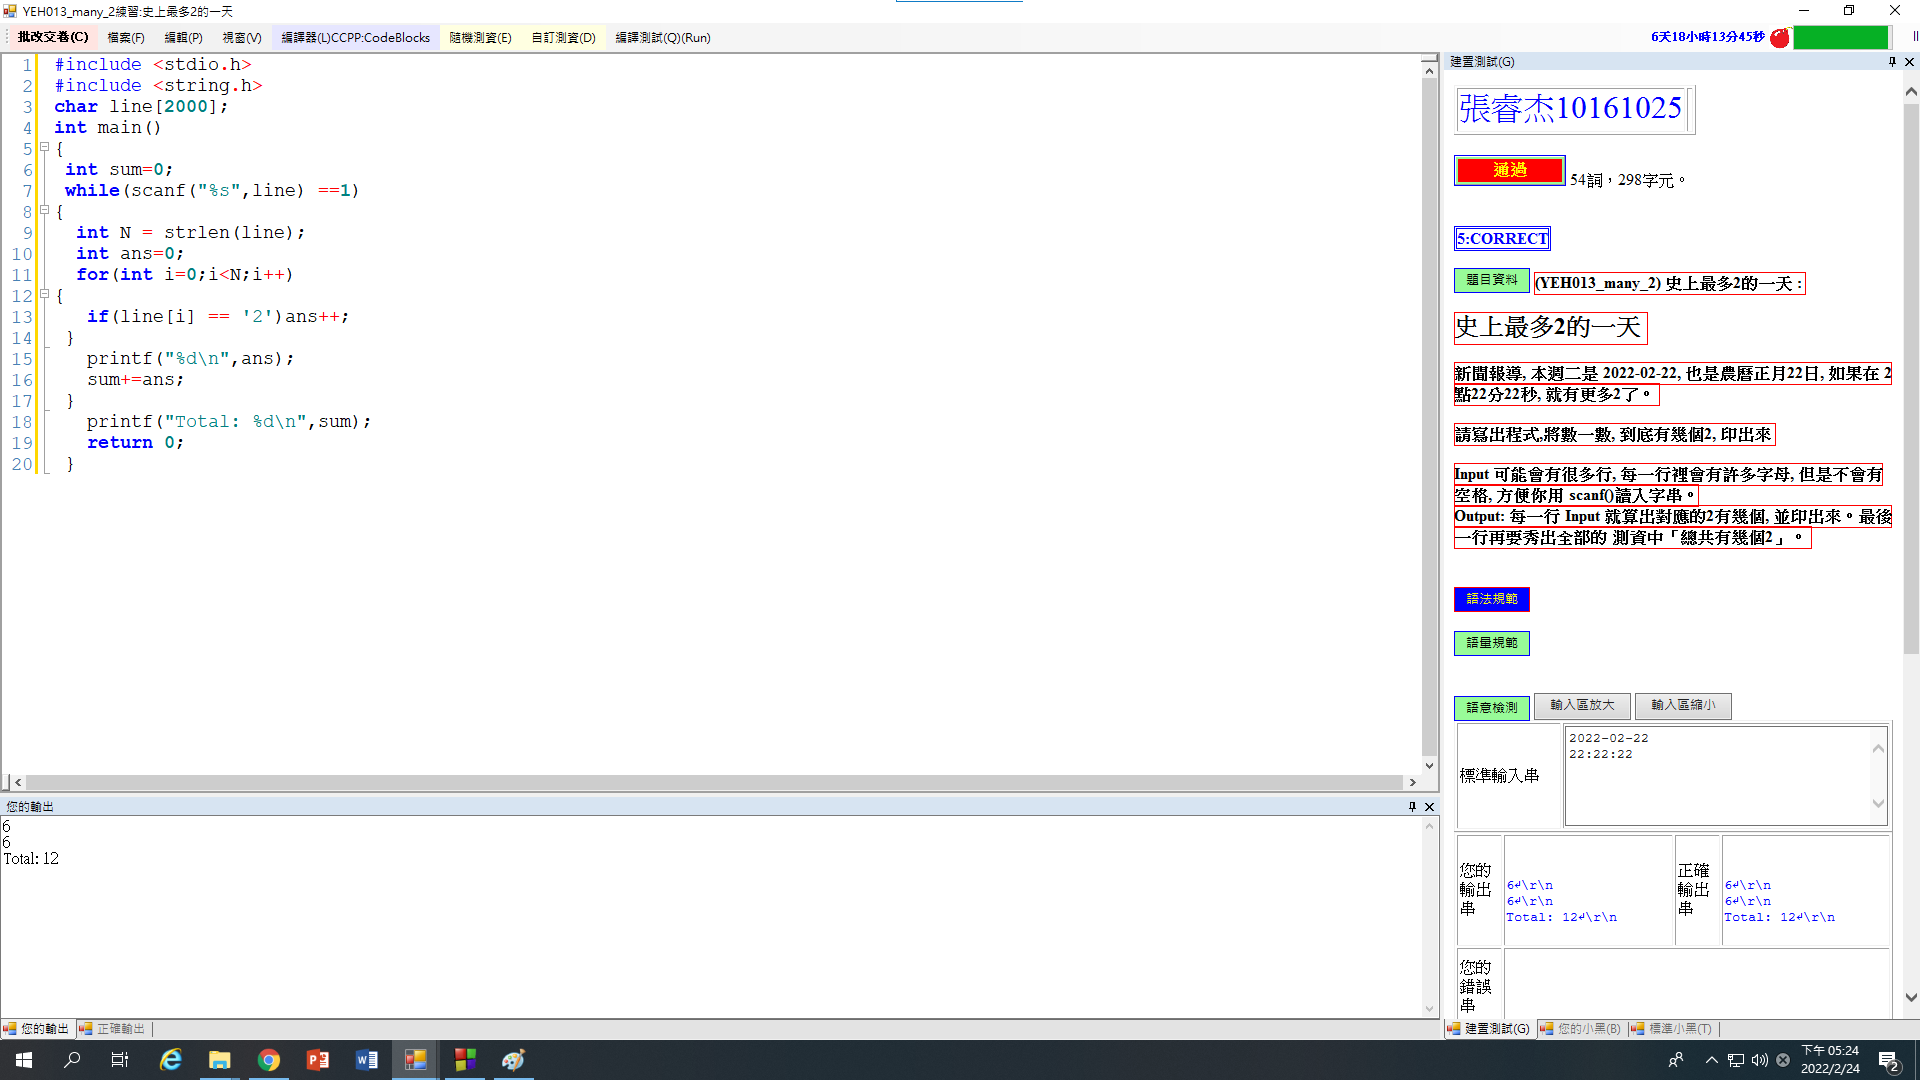 YEH013_many_2練習:史上最多2的一天
批改交卷(C) 檔案(F) 編輯(P) 視窗(V) 編譯器(L)CCPP:CodeBlocks 隨機測資(E) 自訂測資(D) 編譯測試(Q)(Run) 6天18小時13分45秒
1 #include <stdio.h>
2 #include <string.h>
3 char line[2000];
4 int main()
5 {
6 int sum=0;
7 while(scanf("%s",line) ==1)
8 {
9 int N = strlen(line);
10 int ans=0;
11 for(int i=0;i<N;i++)
12 {
13 if(line[i] == '2')ans++;
14 }
15 printf("%d\n",ans);
16 sum+=ans;
17 }
18 printf("Total: %d\n",sum);
19 return 0;
20 }
您的輸出
6
6
Total: 12
您的輸出 正確輸出
建置測試(G)
張睿杰10161025
通過 54詞，298字元。
5:CORRECT
題目資料 (YEH013_many_2) 史上最多2的一天 :
史上最多2的一天
新聞報導, 本週二是 2022-02-22, 也是農曆正月22日, 如果在 2
點22分22秒, 就有更多2了。
請寫出程式,將數一數, 到底有幾個2, 印出來
Input 可能會有很多行, 每一行裡會有許多字母, 但是不會有
空格, 方便你用 scanf()讀入字串。
Output: 每一行 Input 就算出對應的2有幾個, 並印出來。最後
一行再要秀出全部的 測資中「總共有幾個2」。
語法規範
語量規範
語意檢測 輸入區放大 輸入區縮小
標準輸入串
2022-02-22
22:22:22
您的
輸出
串
6↲\r\n
6↲\r\n
Total: 12↲\r\n
正確
輸出
串
6↲\r\n
6↲\r\n
Total: 12↲\r\n
您的
錯誤
串
建置測試(G) 您的小黑(B) 標準小黑(T)
下午 05:24
2022/2/24
2